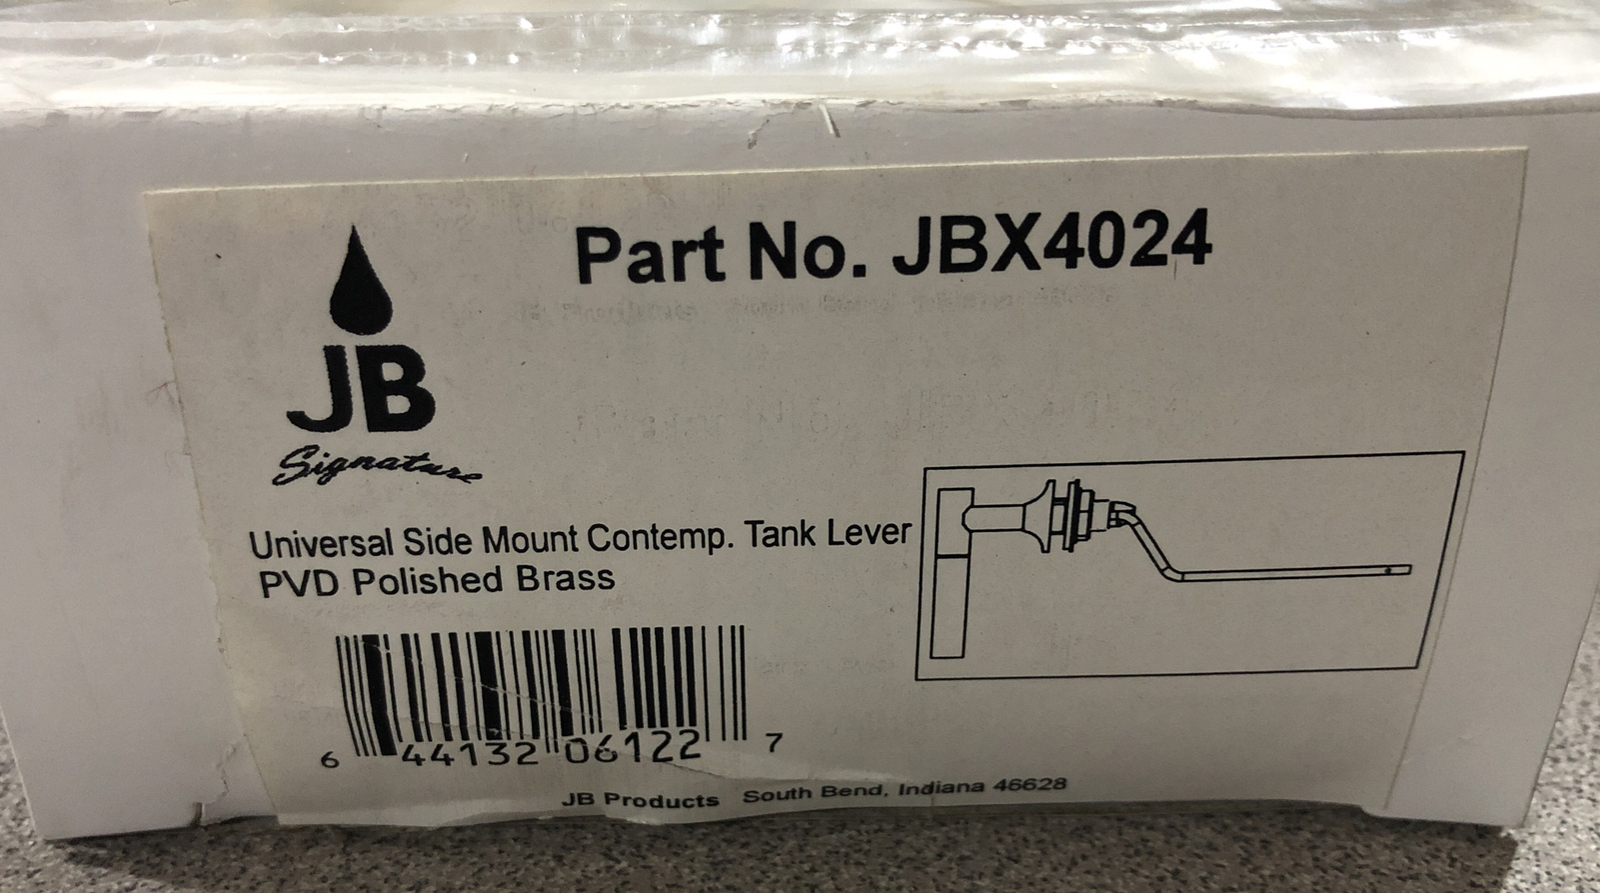 Part No. JBX4024
JB
Signature
Universal Side Mount Contemp. Tank Lever
PVD Polished Brass
6 44132 06122 7
JB Products South Bend, Indiana 46628